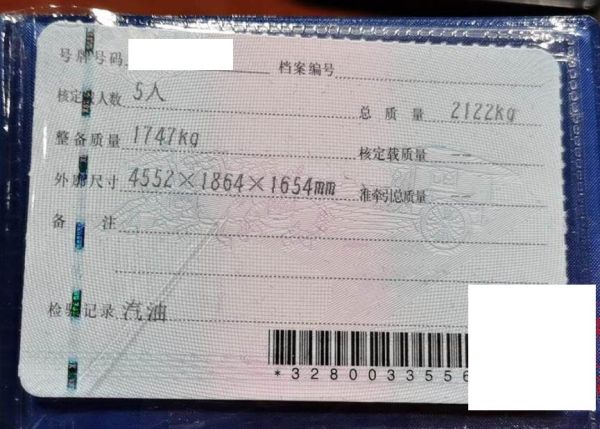 号牌号码 档案编号
核定载人数 5人 总质量 2122kg
整备质量 1747kg 核定载质量 --
外廓尺寸 4552×1864×1654mm 准牵引总质量 --
备 注
检验记录 汽油
*3280033556